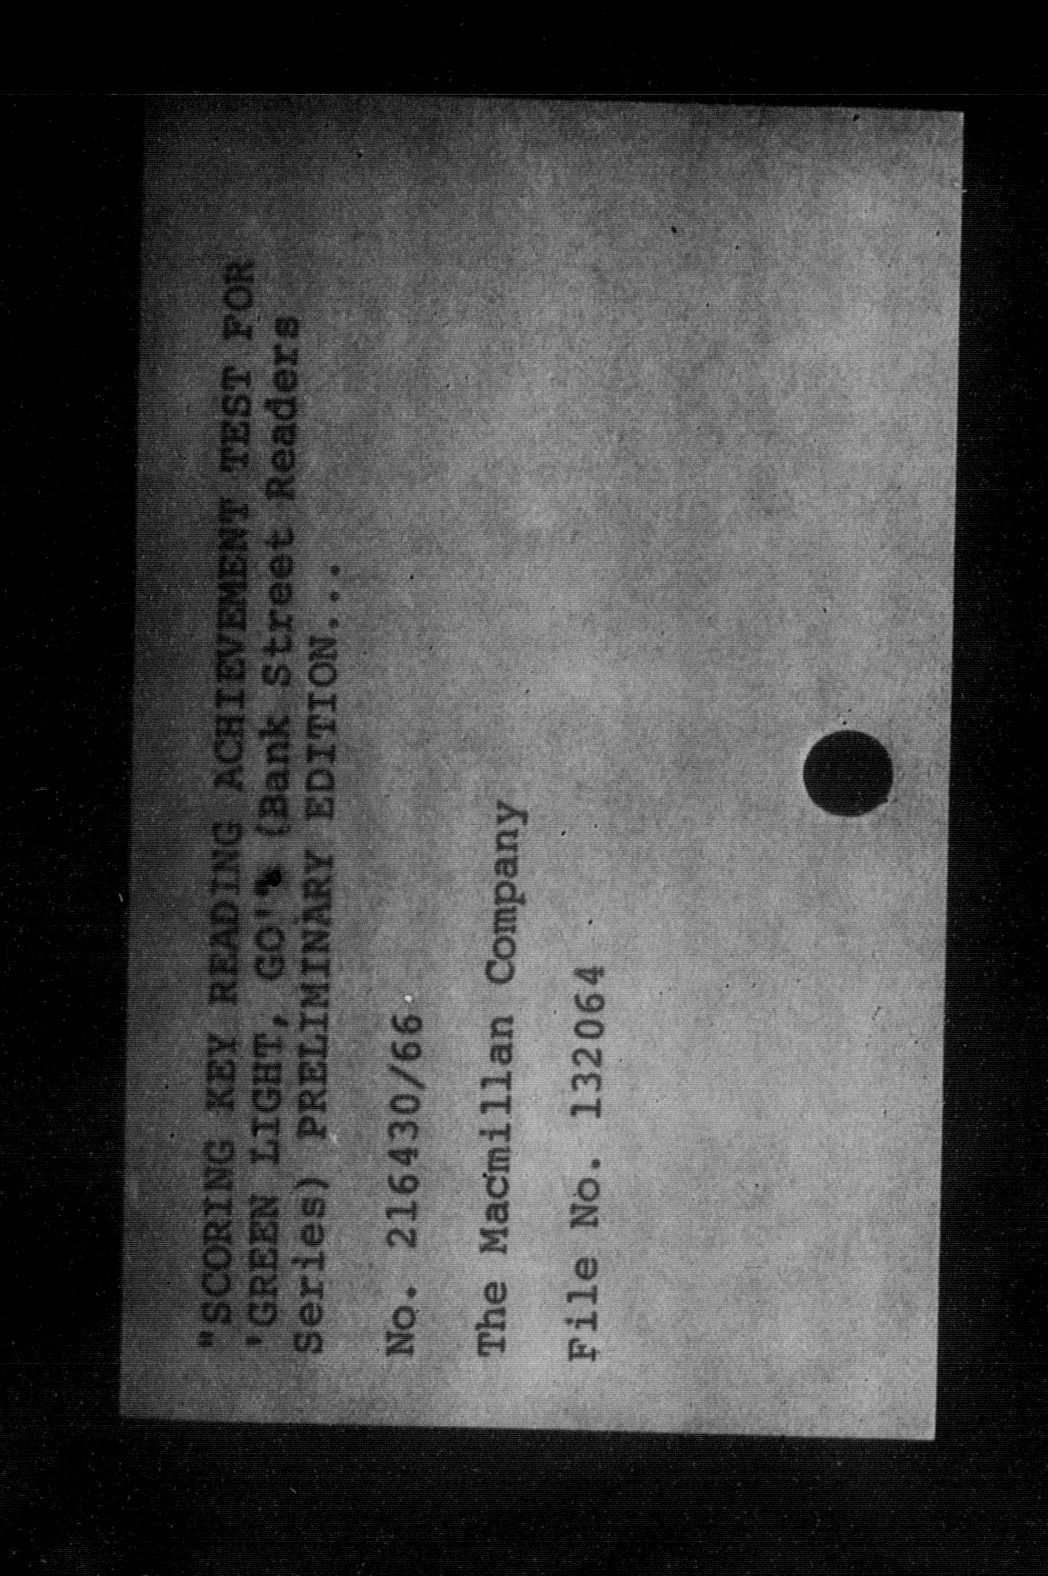 "SCORING KEY READING ACHIEVEMENT TEST FOR
'GREEN LIGHT, GO'" (Bank Street Readers
Series) PRELIMINARY EDITION....
No. 216430/66
The Macmillan Company
File No. 132064